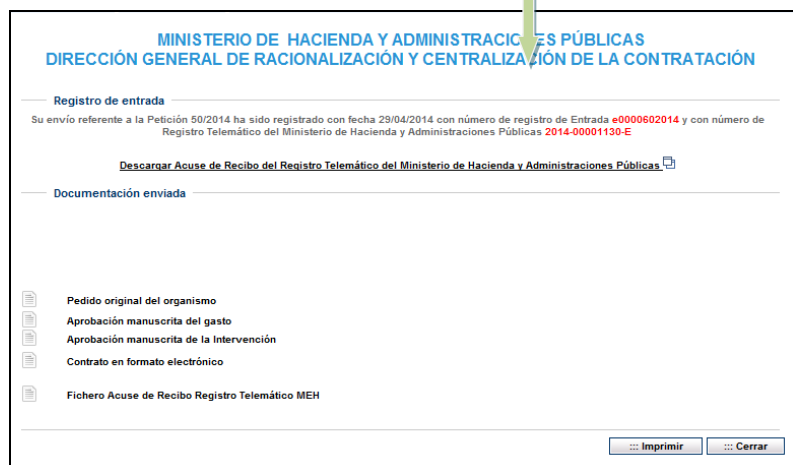 MINISTERIO DE HACIENDA Y ADMINISTRACIONES PÚBLICAS
DIRECCIÓN GENERAL DE RACIONALIZACIÓN Y CENTRALIZACIÓN DE LA CONTRATACIÓN
Registro de entrada
Su envío referente a la Petición 50/2014 ha sido registrado con fecha 29/04/2014 con número de registro de Entrada e0000602014 y con número de
Registro Telemático del Ministerio de Hacienda y Administraciones Públicas 2014-00001130-E
Descargar Acuse de Recibo del Registro Telemático del Ministerio de Hacienda y Administraciones Públicas
Documentación enviada
Pedido original del organismo
Aprobación manuscrita del gasto
Aprobación manuscrita de la Intervención
Contrato en formato electrónico
Fichero Acuse de Recibo Registro Telemático MEH
::: Imprimir ::: Cerrar